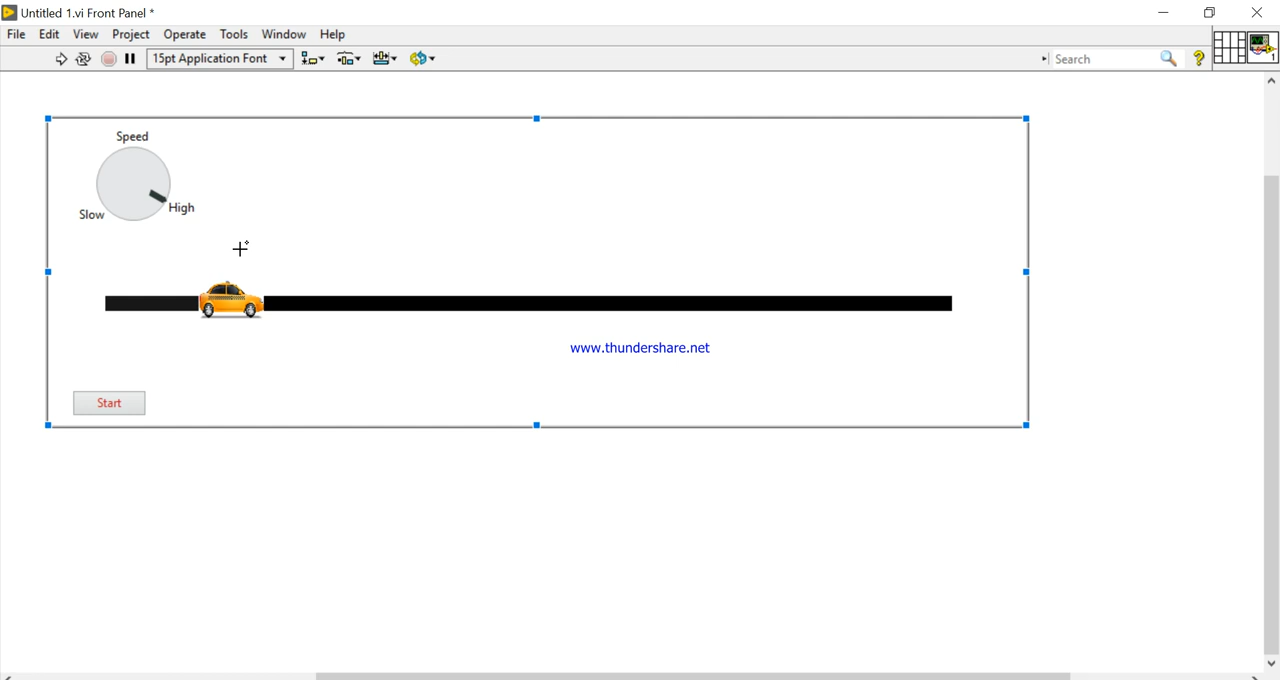 Untitled 1.vi Front Panel *
File Edit View Project Operate Tools Window Help
15pt Application Font
Search
?
1
Speed
Slow
High
www.thundershare.net
Start